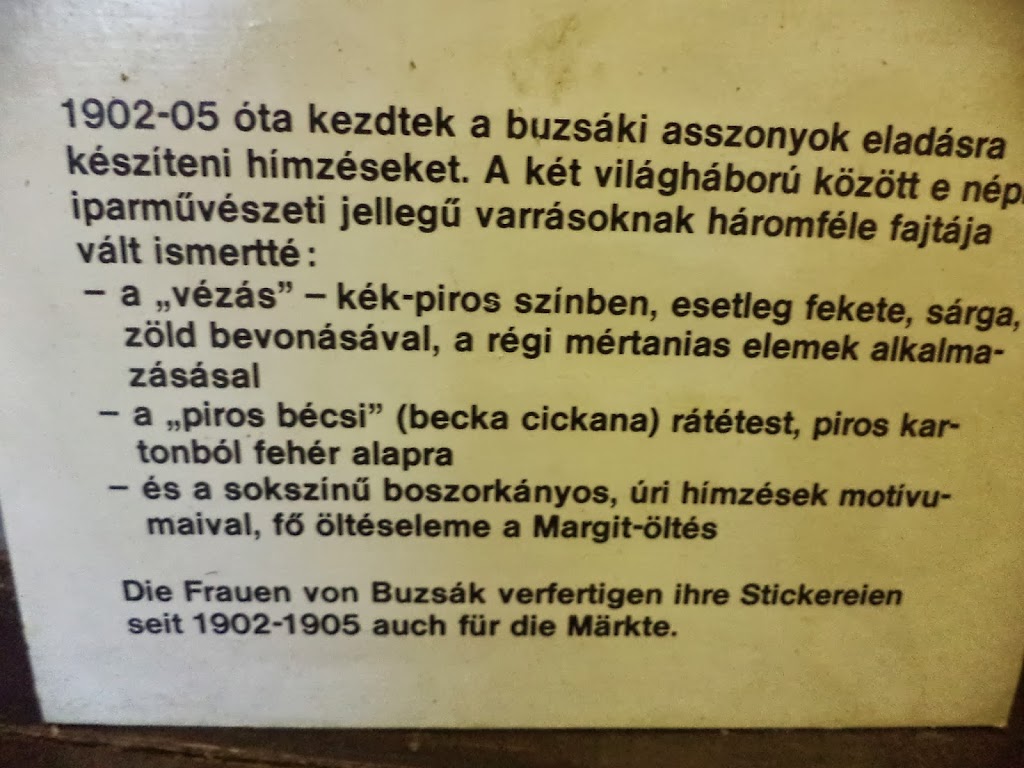 1902-05 óta kezdtek a buzsáki asszonyok eladásra
készíteni hímzéseket. A két világháború között e népi
iparművészeti jellegű varrásoknak háromféle fajtája
vált ismertté:
– a „vézás” – kék-piros színben, esetleg fekete, sárga,
zöld bevonásával, a régi mértanias elemek alkalma-
zásásal
– a „piros bécsi” (becka cickana) rátétest, piros kar-
tonból fehér alapra
– és a sokszínű boszorkányos, úri hímzések motívu-
maival, fő öltéseleme a Margit-öltés
Die Frauen von Buzsák verfertigen ihre Stickereien
seit 1902-1905 auch für die Märkte.